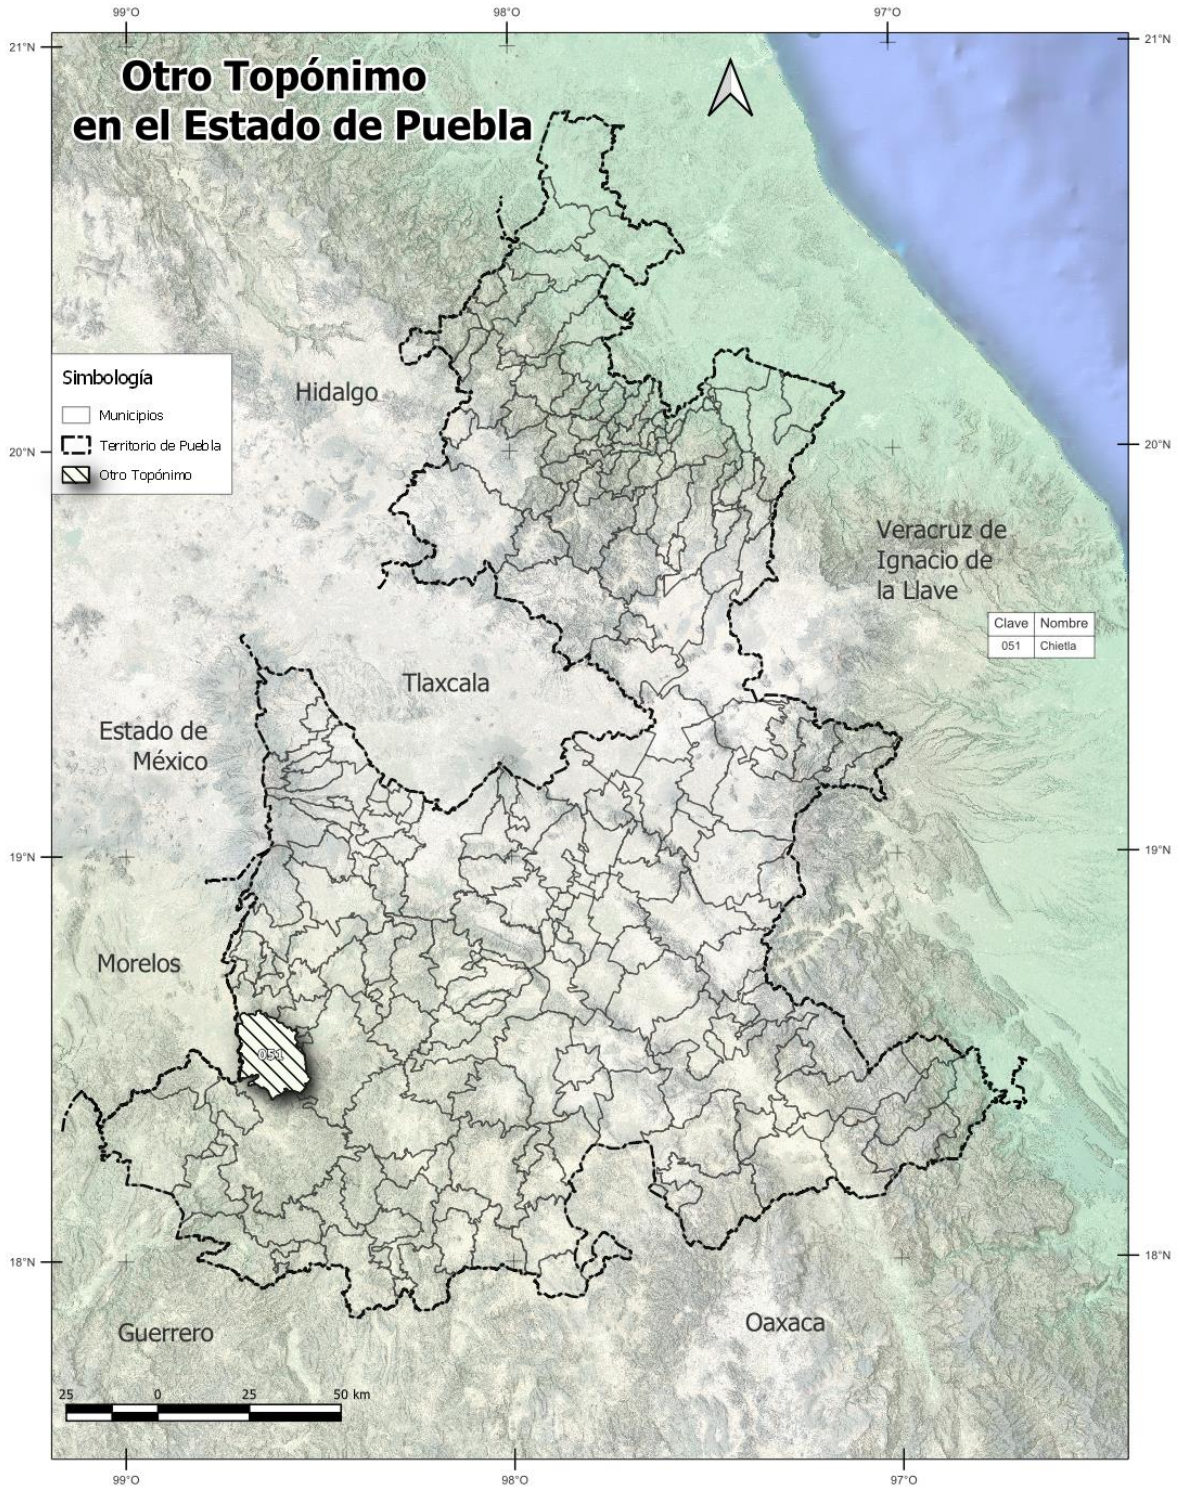 99°O 98°O 97°O
21°N 21°N
Otro Topónimo
en el Estado de Puebla
Simbología
Municipios
Territorio de Puebla
Otro Topónimo
Hidalgo
20°N 20°N
Veracruz de
Ignacio de
la Llave
Clave Nombre
051 Chietla
Tlaxcala
Estado de
México
19°N 19°N
Morelos
051
18°N 18°N
Guerrero
Oaxaca
25 0 25 50 km
99°O 98°O 97°O